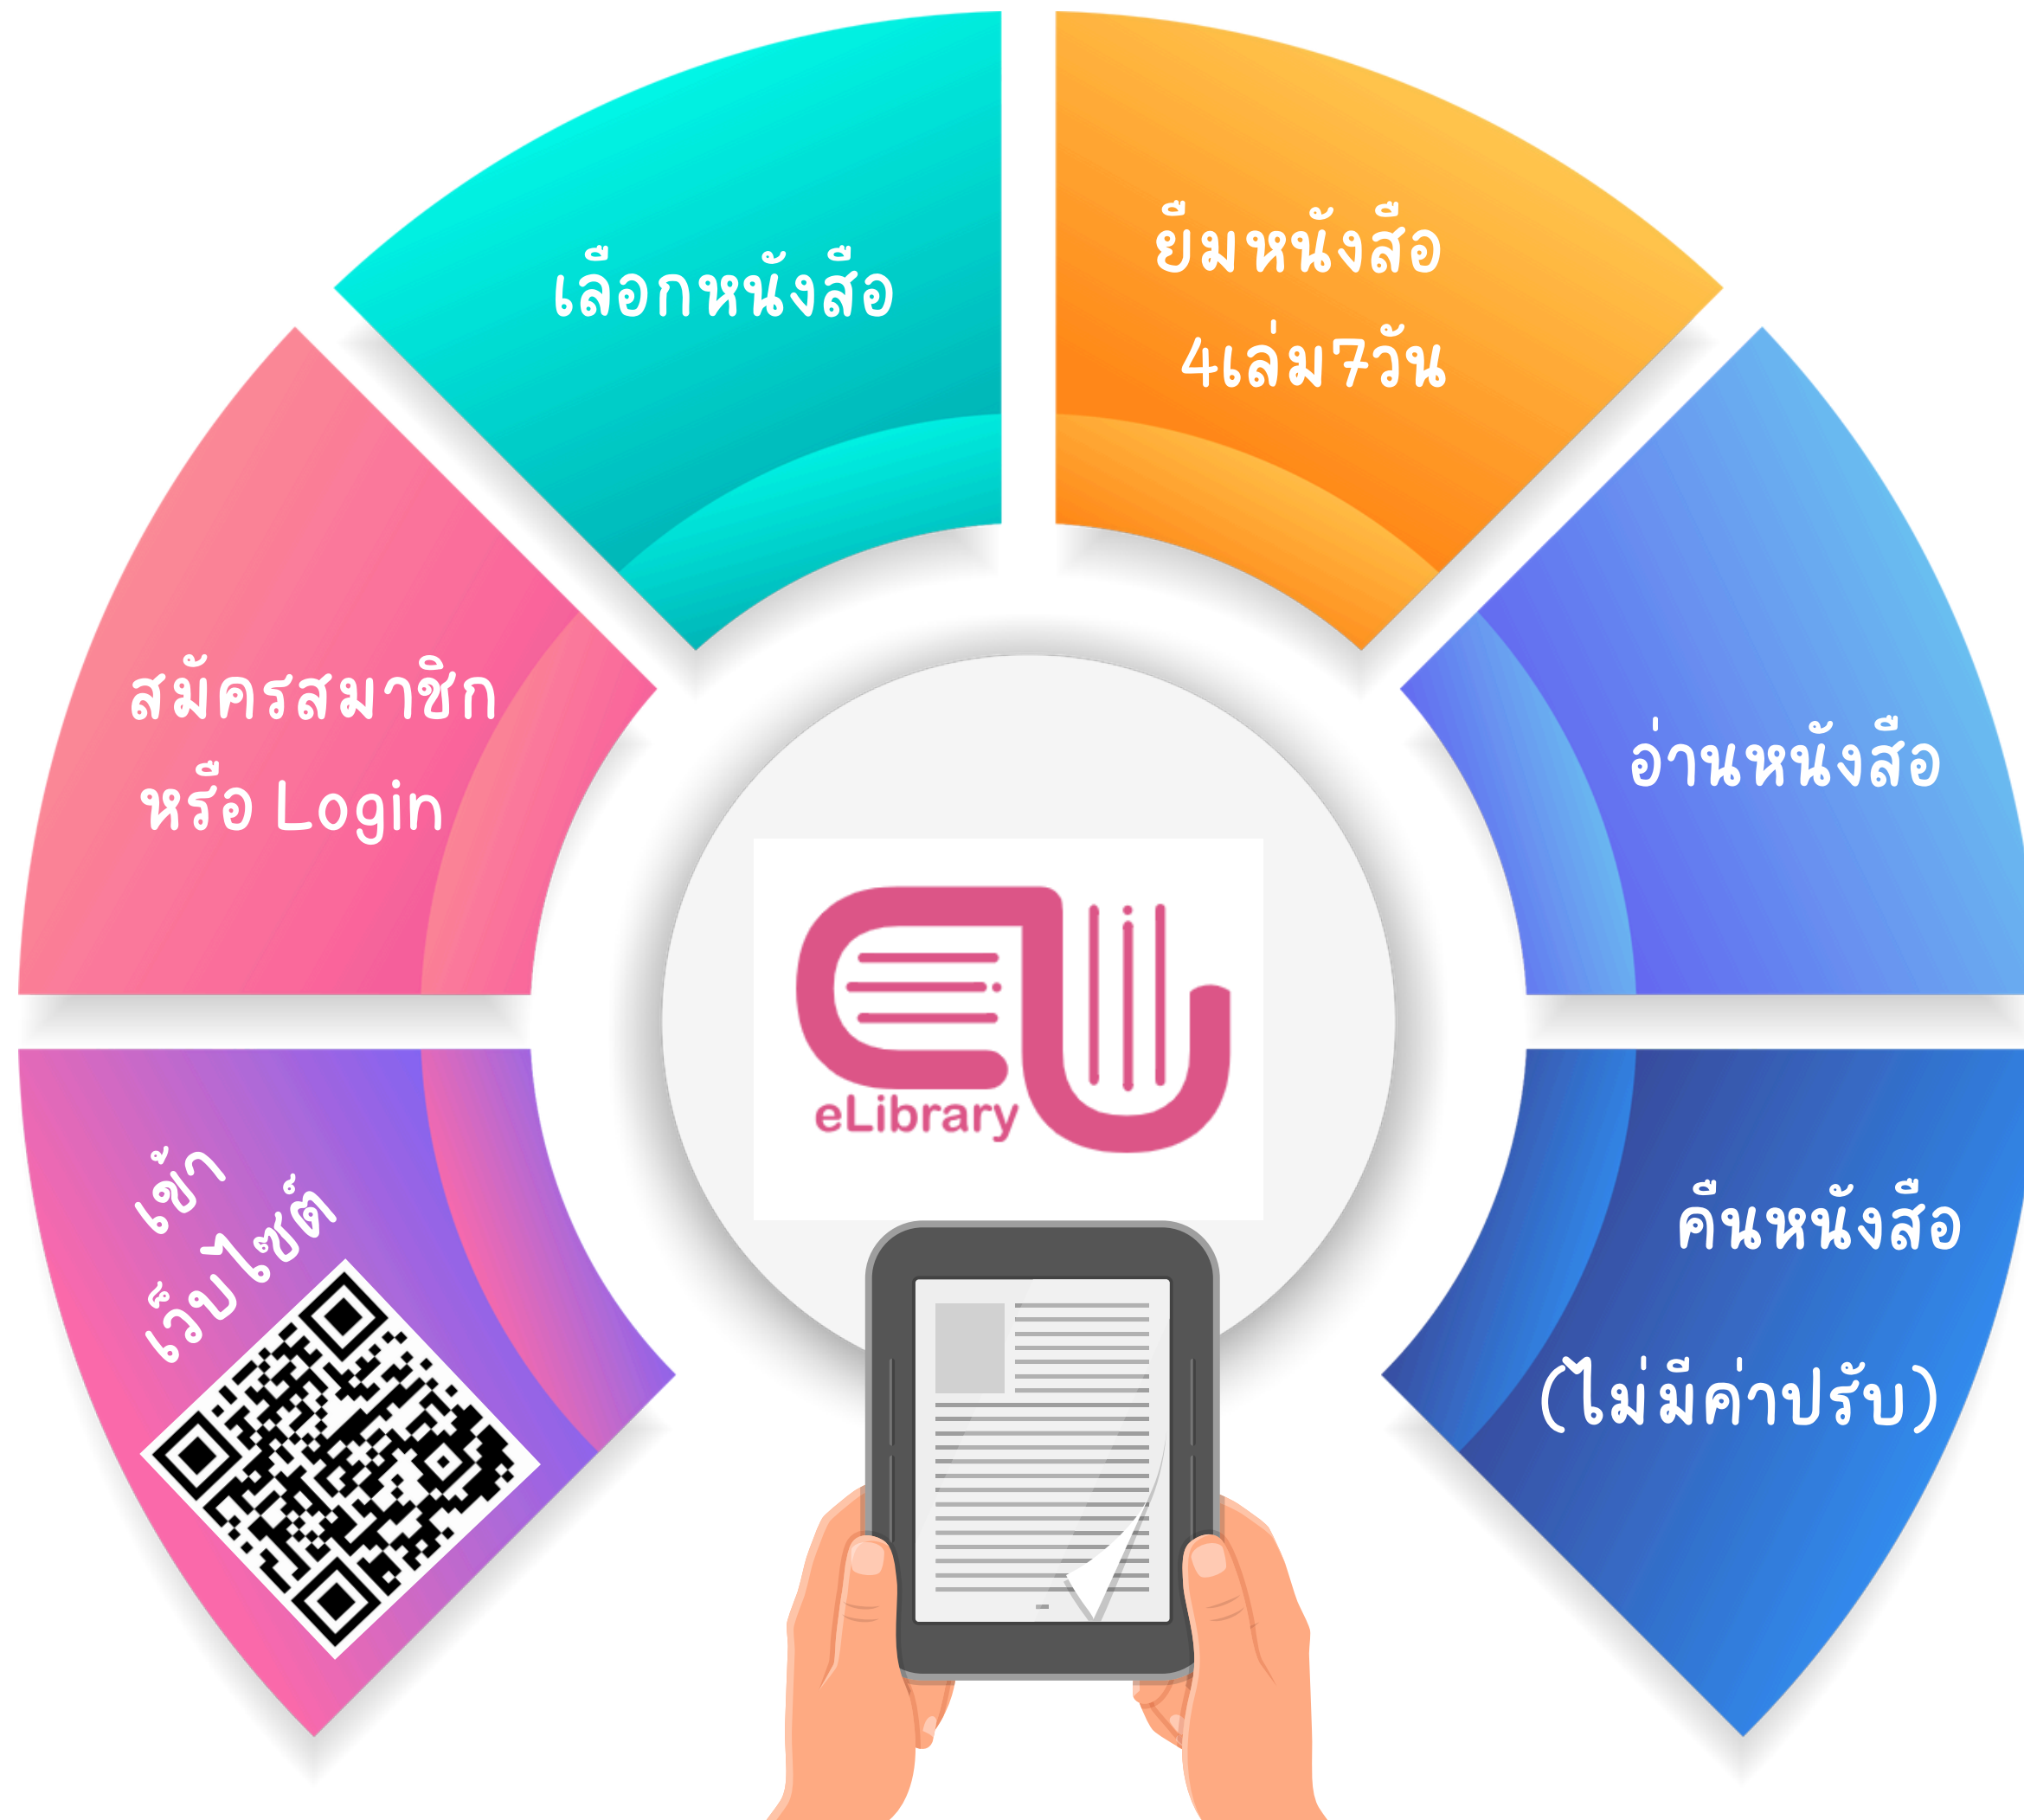 เข้า
เว็บไซต์
สมัครสมาชิก
หรือ Login
เลือกหนังสือ
ยืมหนังสือ
4เล่ม7วัน
อ่านหนังสือ
คืนหนังสือ
(ไม่มีค่าปรับ)
eLibrary